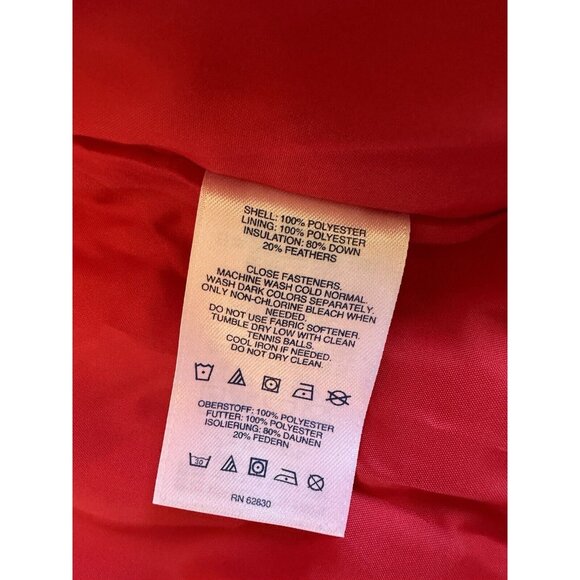 SHELL: 100% POLYESTER
LINING: 100% POLYESTER
INSULATION: 80% DOWN
20% FEATHERS
CLOSE FASTENERS.
MACHINE WASH COLD NORMAL.
WASH DARK COLORS SEPARATELY.
ONLY NON-CHLORINE BLEACH WHEN
NEEDED.
DO NOT USE FABRIC SOFTENER.
TUMBLE DRY LOW WITH CLEAN
TENNIS BALLS.
COOL IRON IF NEEDED.
DO NOT DRY CLEAN.
OBERSTOFF: 100% POLYESTER
FUTTER: 100% POLYESTER
ISOLIERUNG: 80% DAUNEN
20% FEDERN
30
RN 62830